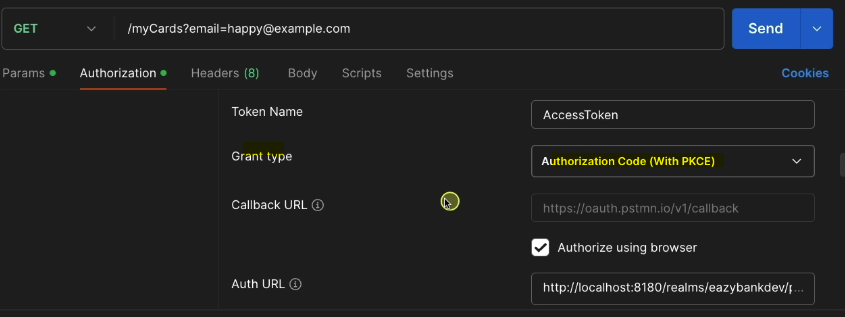 GET /myCards?email=happy@example.com Send
Params Authorization Headers (8) Body Scripts Settings Cookies
Token Name AccessToken
Grant type Authorization Code (With PKCE)
Callback URL https://oauth.pstmn.io/v1/callback
Authorize using browser
Auth URL http://localhost:8180/realms/eazybankdev/p...